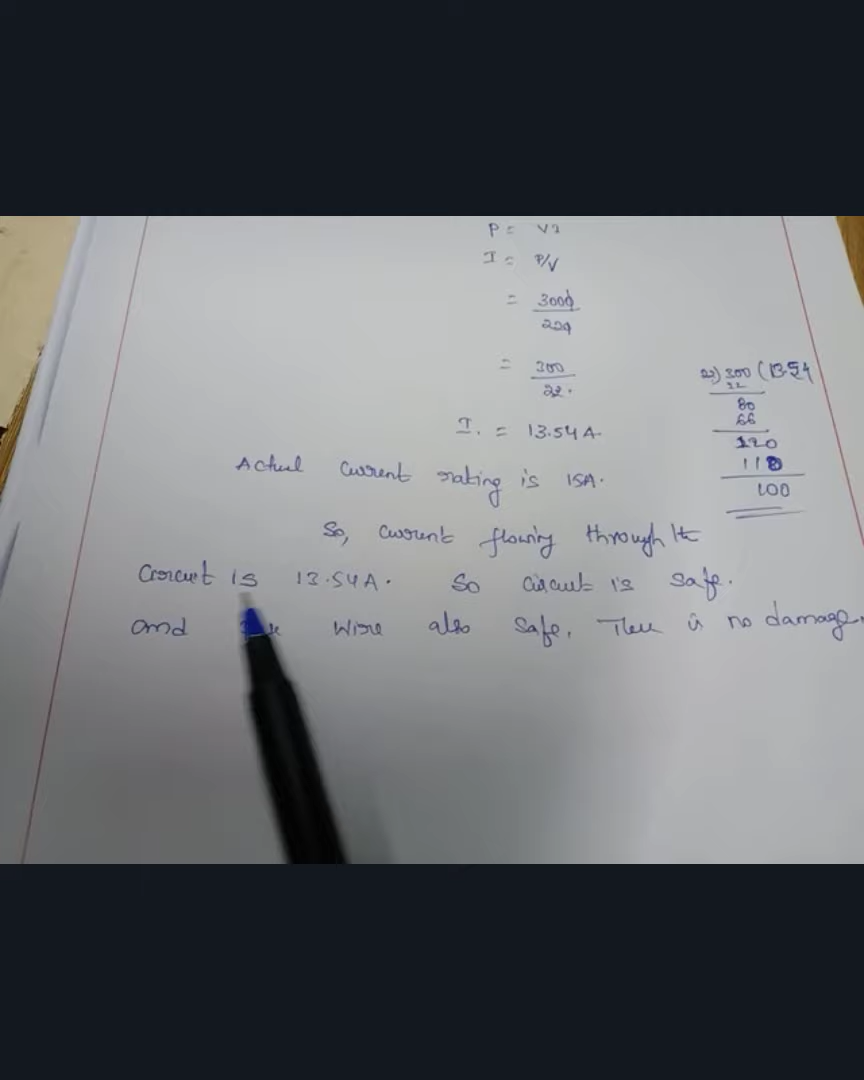 P = VI
I = P/V
= 3000
220
= 300
22.
I. = 13.54 A.
22) 300 ( 13.54
22
80
66
120
110
100
Actual current rating is 15A.
So, current flowing through the
Circuit is 13.54A. So circuit is safe.
and wire also safe. There is no damage